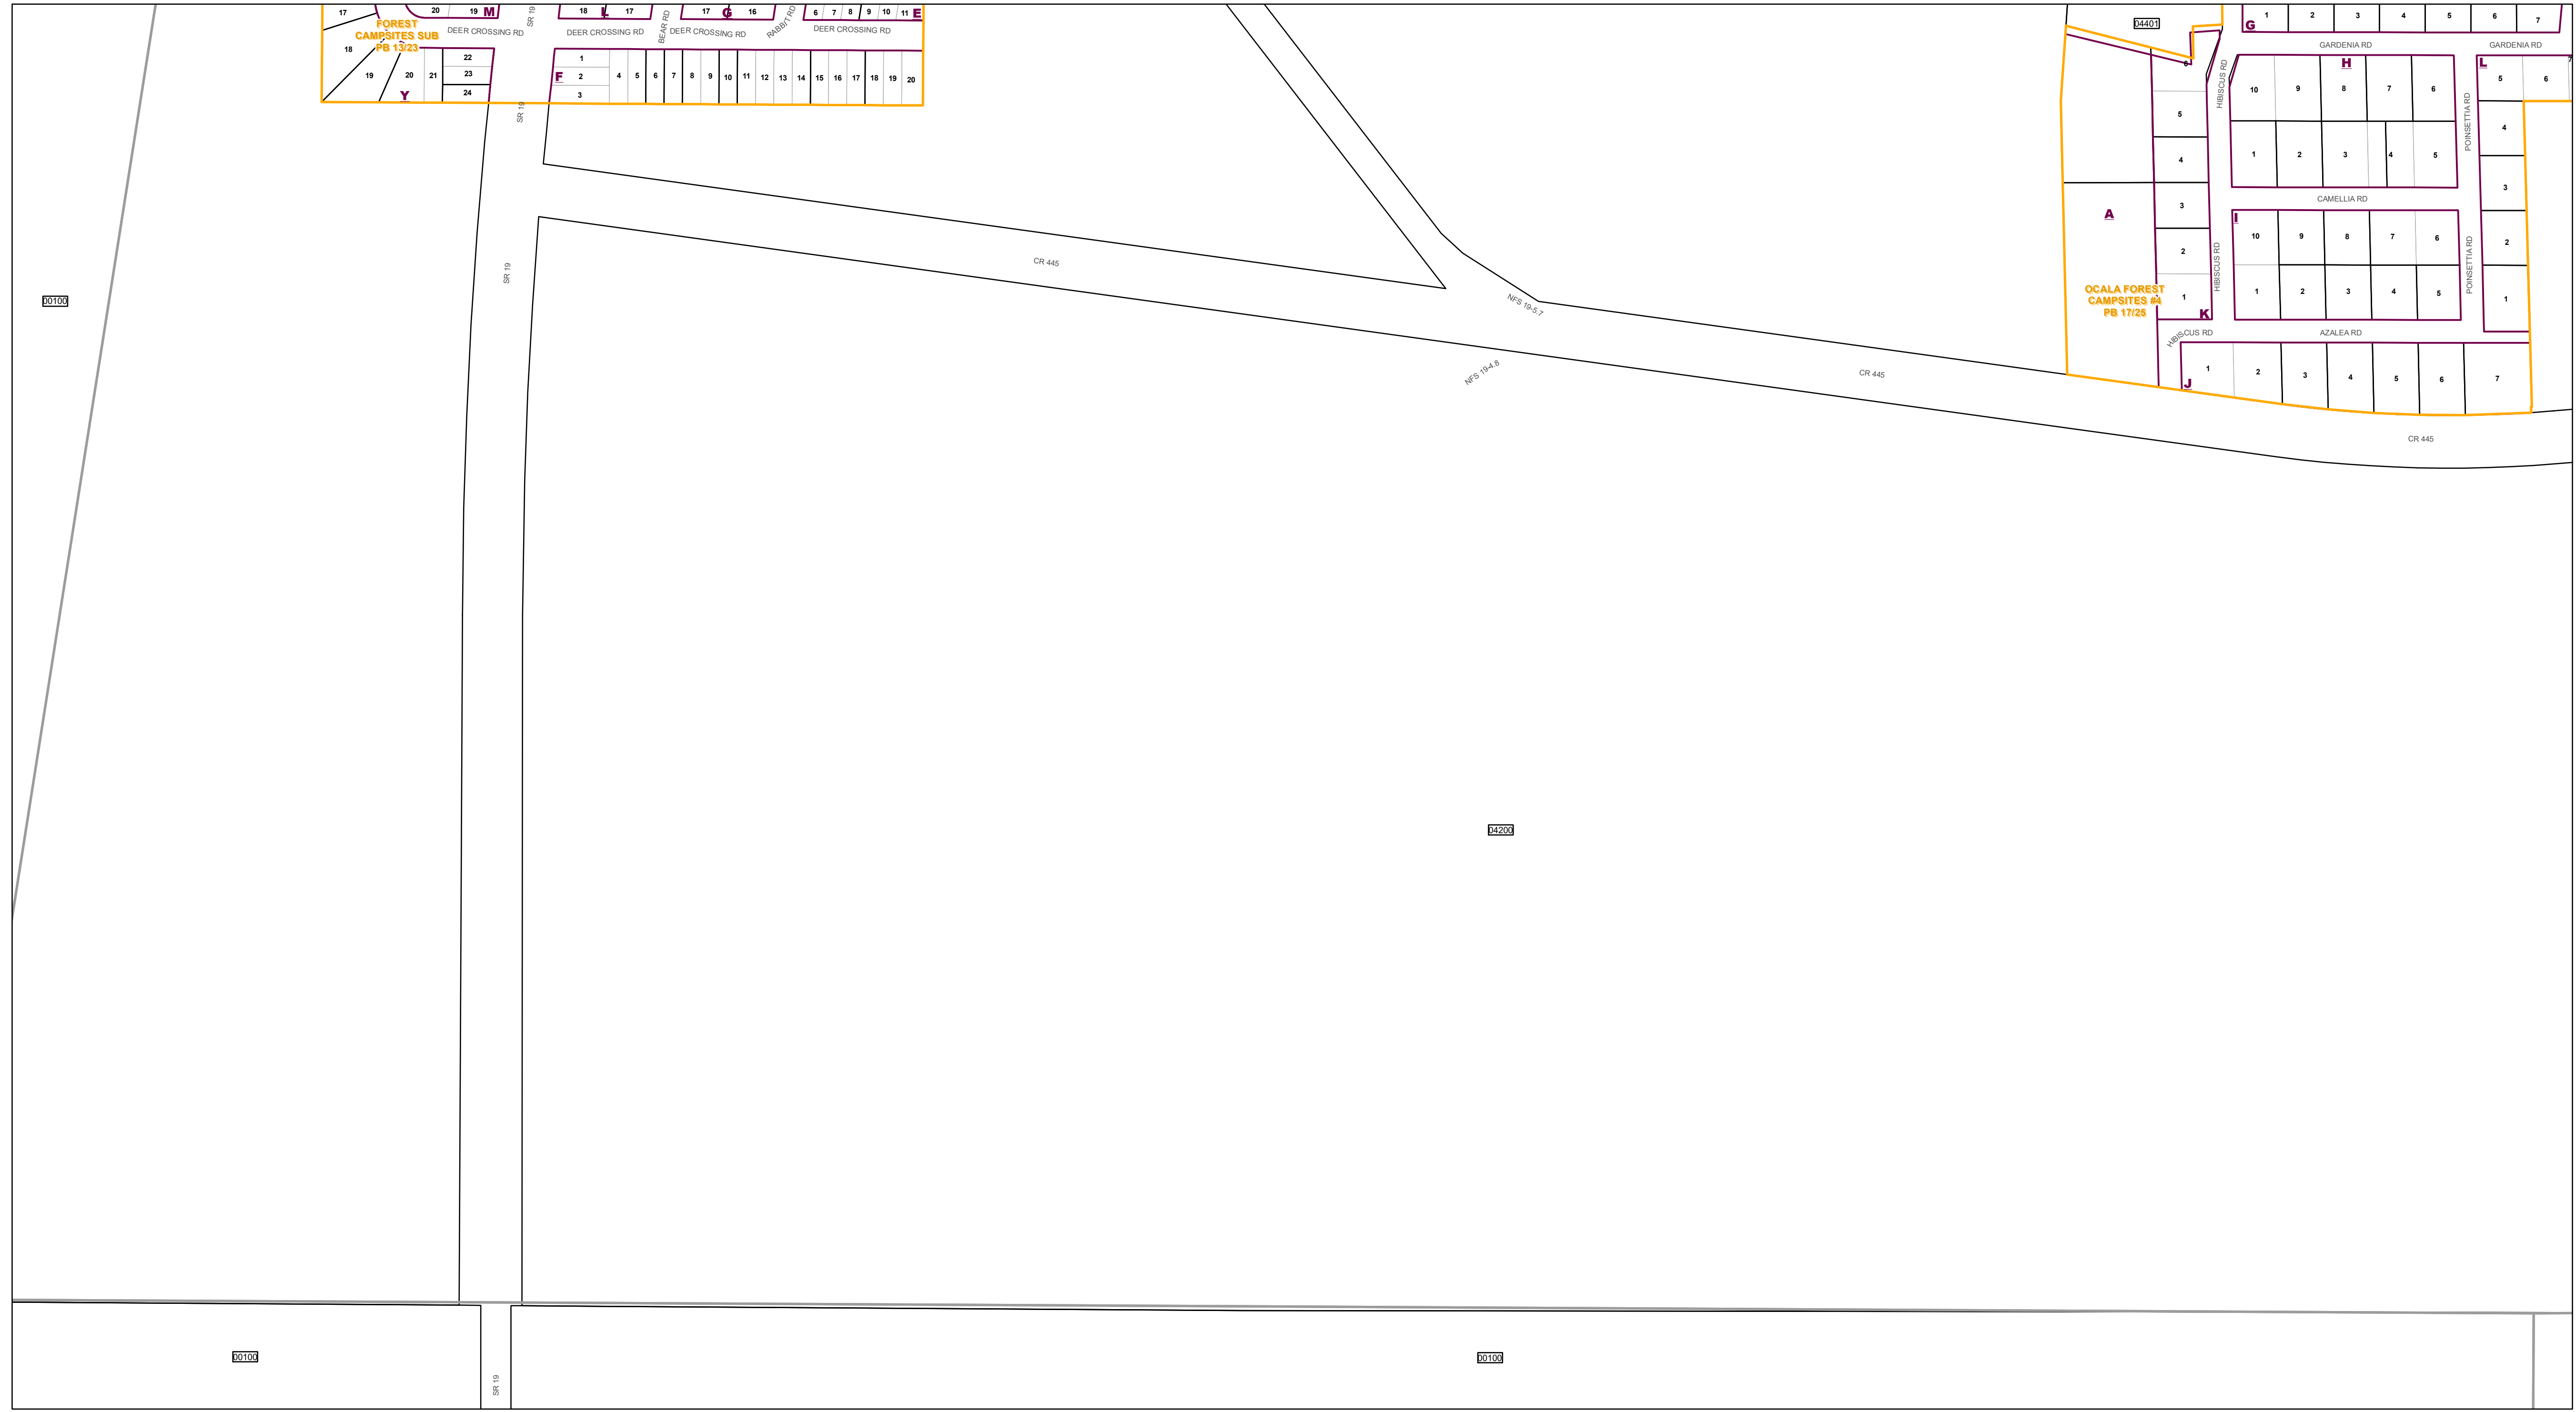 17
20
19
M
SR 19
18
L
17
17
G
16
RABBIT RD
6
7
8
9
10
11
E
FOREST
CAMPSITES SUB
PB 13/23
DEER CROSSING RD
DEER CROSSING RD
BEAR RD
DEER CROSSING RD
DEER CROSSING RD
18
19
20
21
22
23
24
Y
F
1
2
3
4
5
6
7
8
9
10
11
12
13
14
15
16
17
18
19
20
SR 19
04401
G
1
2
3
4
5
6
7
GARDENIA RD
GARDENIA RD
6
HIBISCUS RD
H
10
9
8
7
6
L
5
6
7
5
1
2
3
4
5
POINSETTIA RD
4
4
3
CAMELLIA RD
3
A
I
10
9
8
7
6
2
2
HIBISCUS RD
POINSETTIA RD
SR 19
CR 445
00100
OCALA FOREST
CAMPSITES #4
PB 17/25
1
K
1
2
3
4
5
1
NFS 19-5.7
HIBISCUS RD
AZALEA RD
NFS 19-4.8
CR 445
J
1
2
3
4
5
6
7
CR 445
04200
00100
SR 19
00100